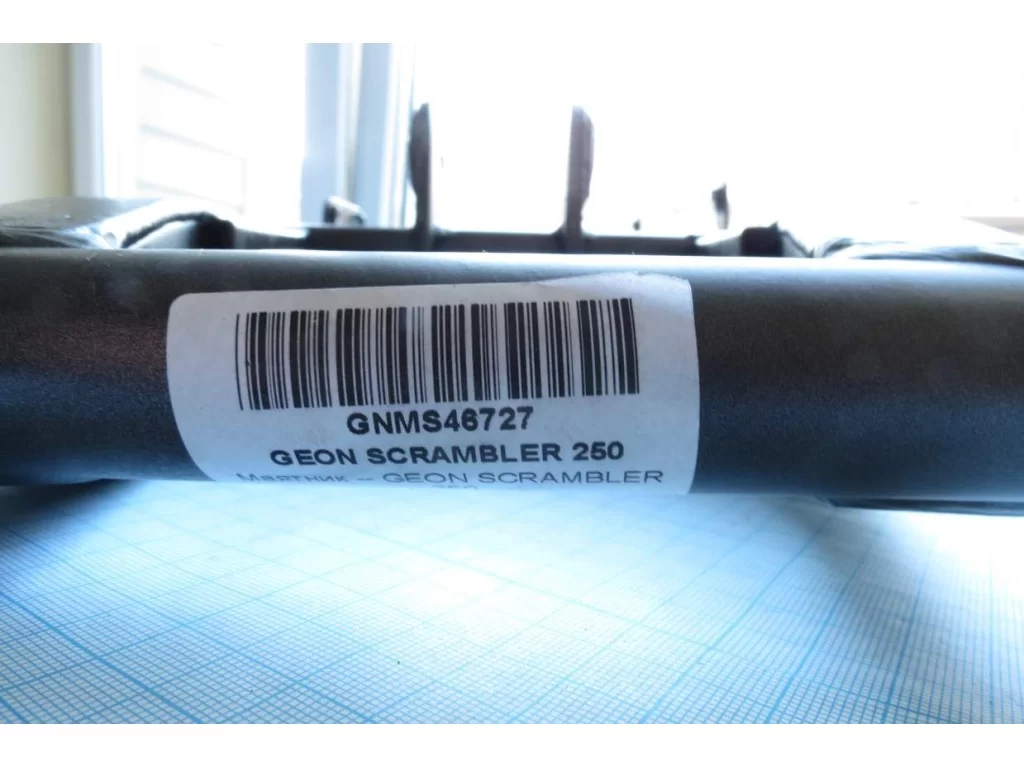 GNMS46727
GEON SCRAMBLER 250
Маятник -- GEON SCRAMBLER